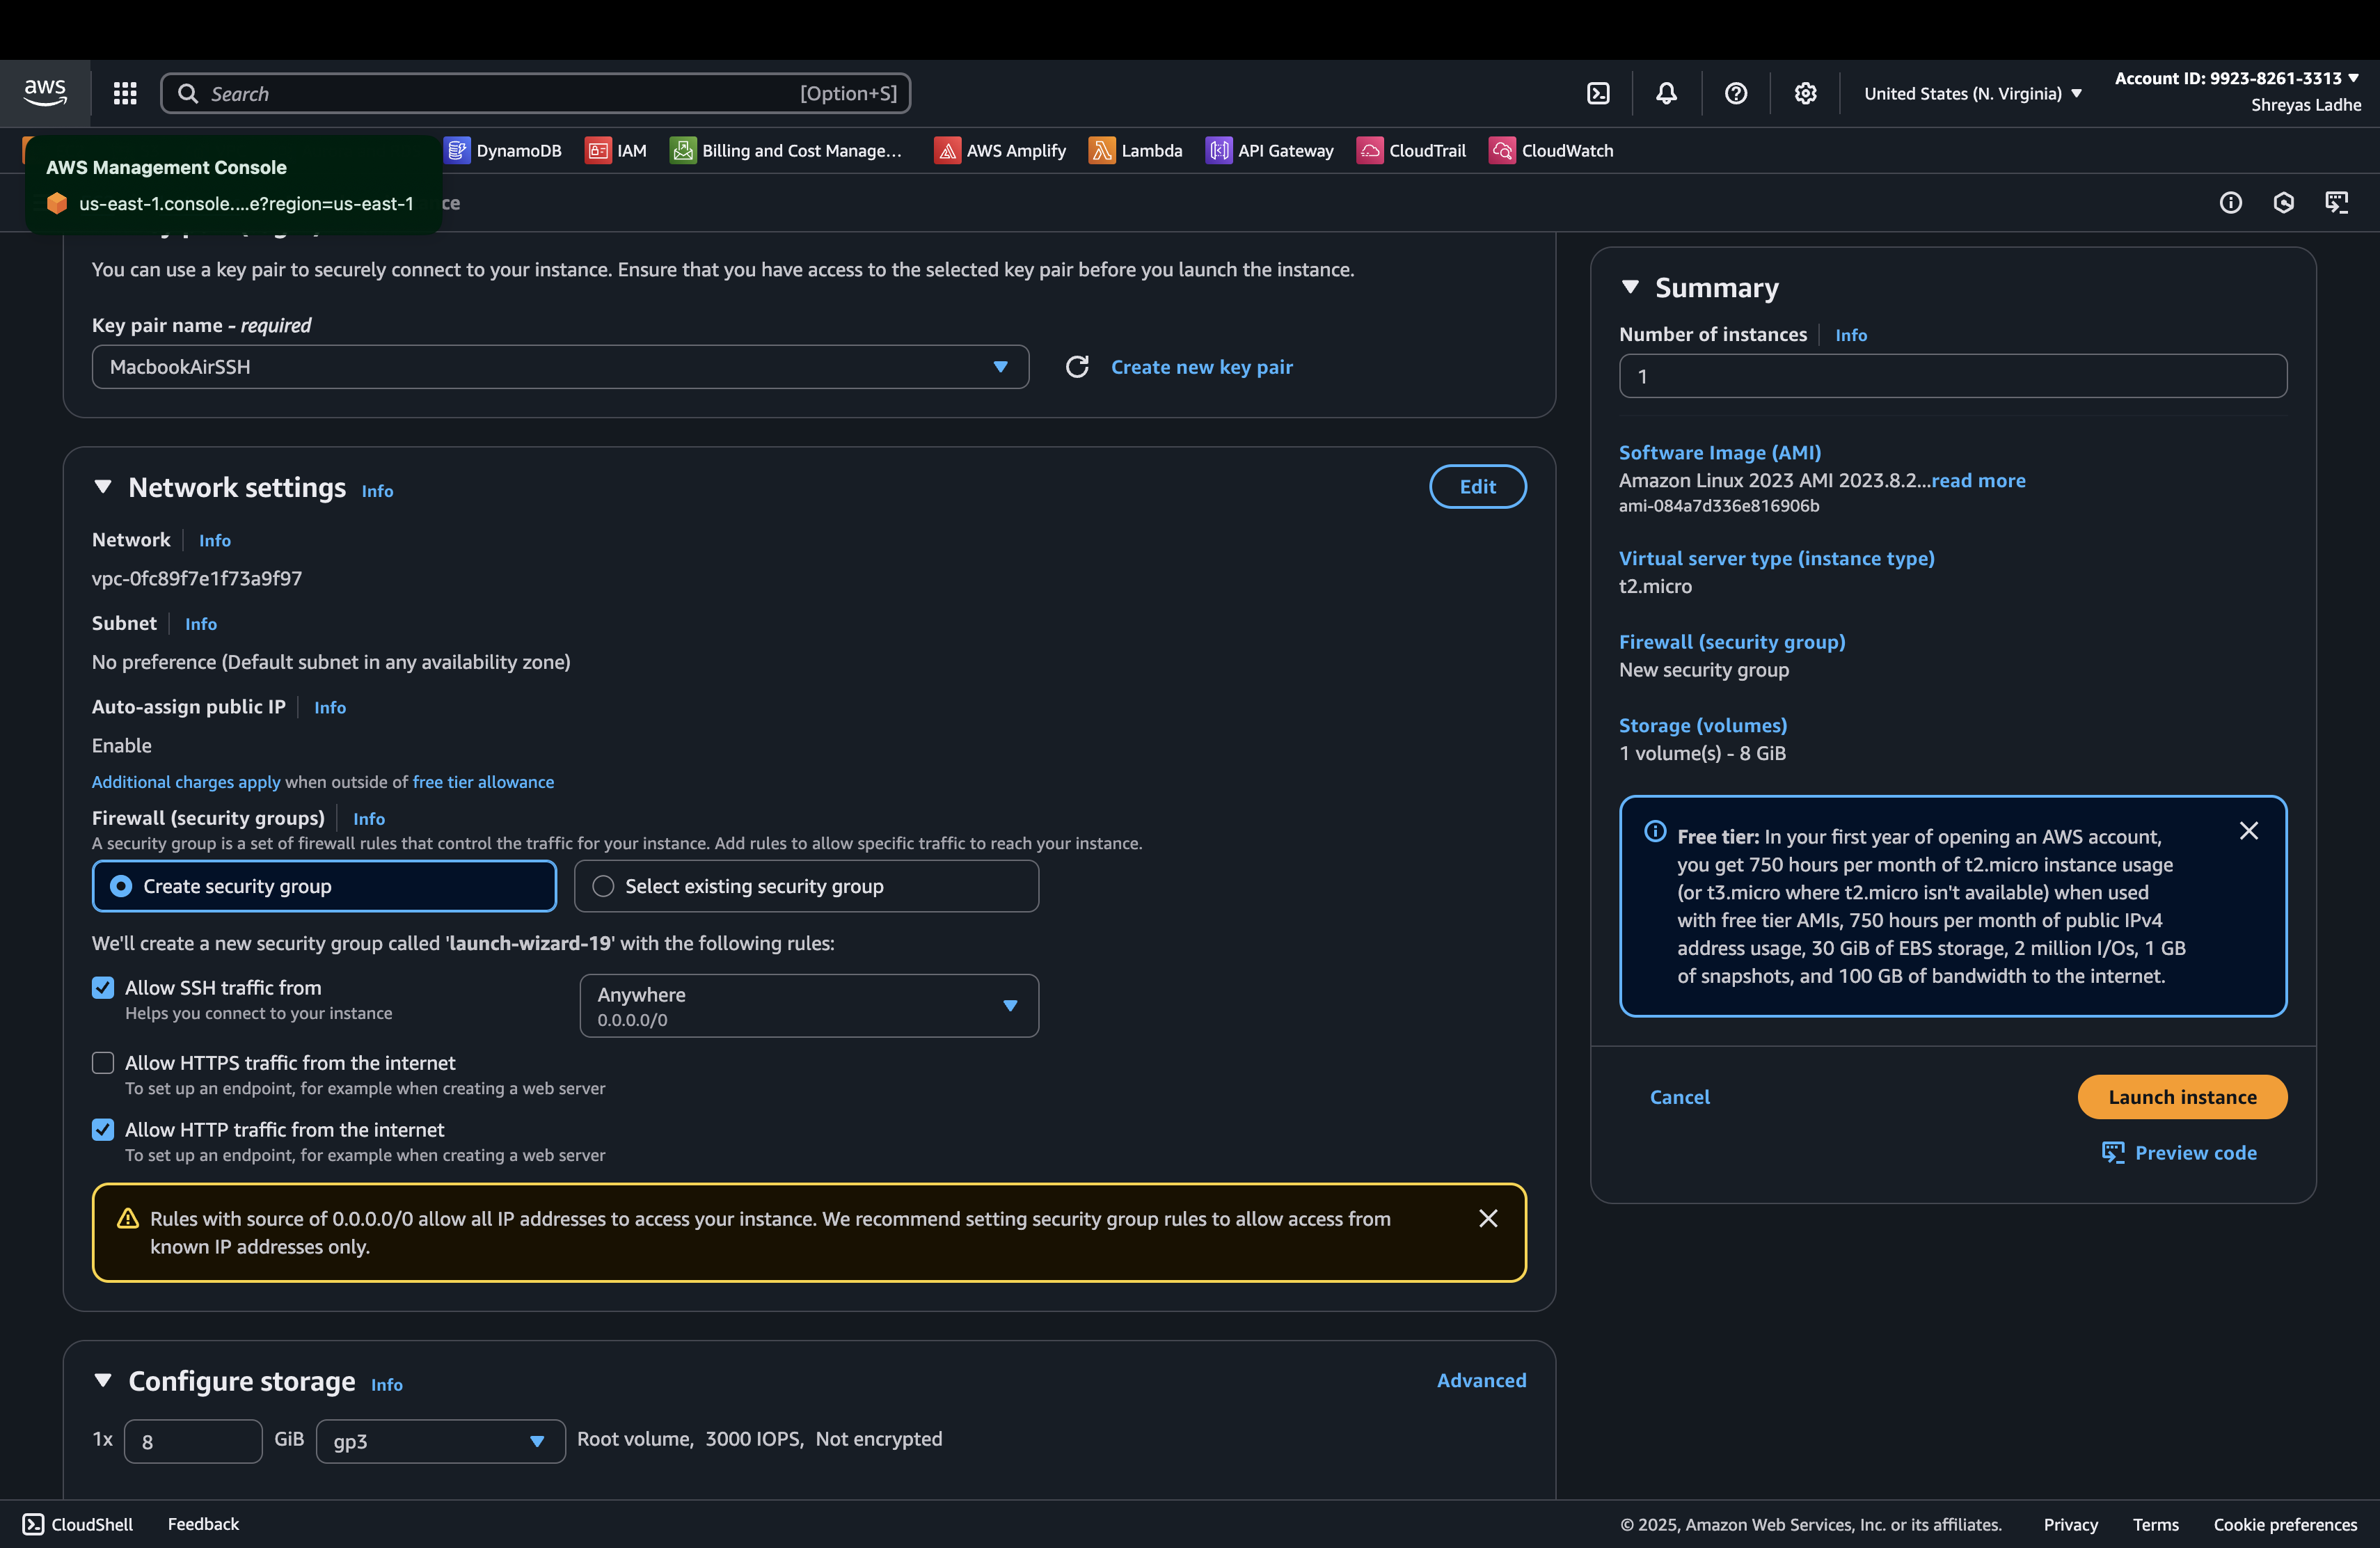 aws
Search
[Option+S]
United States (N. Virginia)
Account ID: 9923-8261-3313
Shreyas Ladhe
DynamoDB
IAM
Billing and Cost Manage...
AWS Amplify
Lambda
API Gateway
CloudTrail
CloudWatch
AWS Management Console
us-east-1.console....e?region=us-east-1
ce
You can use a key pair to securely connect to your instance. Ensure that you have access to the selected key pair before you launch the instance.
Key pair name - required
MacbookAirSSH
Create new key pair
Network settings Info
Edit
Network Info
vpc-0fc89f7e1f73a9f97
Subnet Info
No preference (Default subnet in any availability zone)
Auto-assign public IP Info
Enable
Additional charges apply when outside of free tier allowance
Firewall (security groups) Info
A security group is a set of firewall rules that control the traffic for your instance. Add rules to allow specific traffic to reach your instance.
Create security group
Select existing security group
We'll create a new security group called 'launch-wizard-19' with the following rules:
Allow SSH traffic from
Helps you connect to your instance
Anywhere
0.0.0.0/0
Allow HTTPS traffic from the internet
To set up an endpoint, for example when creating a web server
Allow HTTP traffic from the internet
To set up an endpoint, for example when creating a web server
Rules with source of 0.0.0.0/0 allow all IP addresses to access your instance. We recommend setting security group rules to allow access from
known IP addresses only.
Configure storage Info
Advanced
1x 8 GiB gp3 Root volume, 3000 IOPS, Not encrypted
Summary
Number of instances Info
1
Software Image (AMI)
Amazon Linux 2023 AMI 2023.8.2...read more
ami-084a7d336e816906b
Virtual server type (instance type)
t2.micro
Firewall (security group)
New security group
Storage (volumes)
1 volume(s) - 8 GiB
Free tier: In your first year of opening an AWS account,
you get 750 hours per month of t2.micro instance usage
(or t3.micro where t2.micro isn't available) when used
with free tier AMIs, 750 hours per month of public IPv4
address usage, 30 GiB of EBS storage, 2 million I/Os, 1 GB
of snapshots, and 100 GB of bandwidth to the internet.
Cancel
Launch instance
Preview code
CloudShell
Feedback
© 2025, Amazon Web Services, Inc. or its affiliates.
Privacy
Terms
Cookie preferences